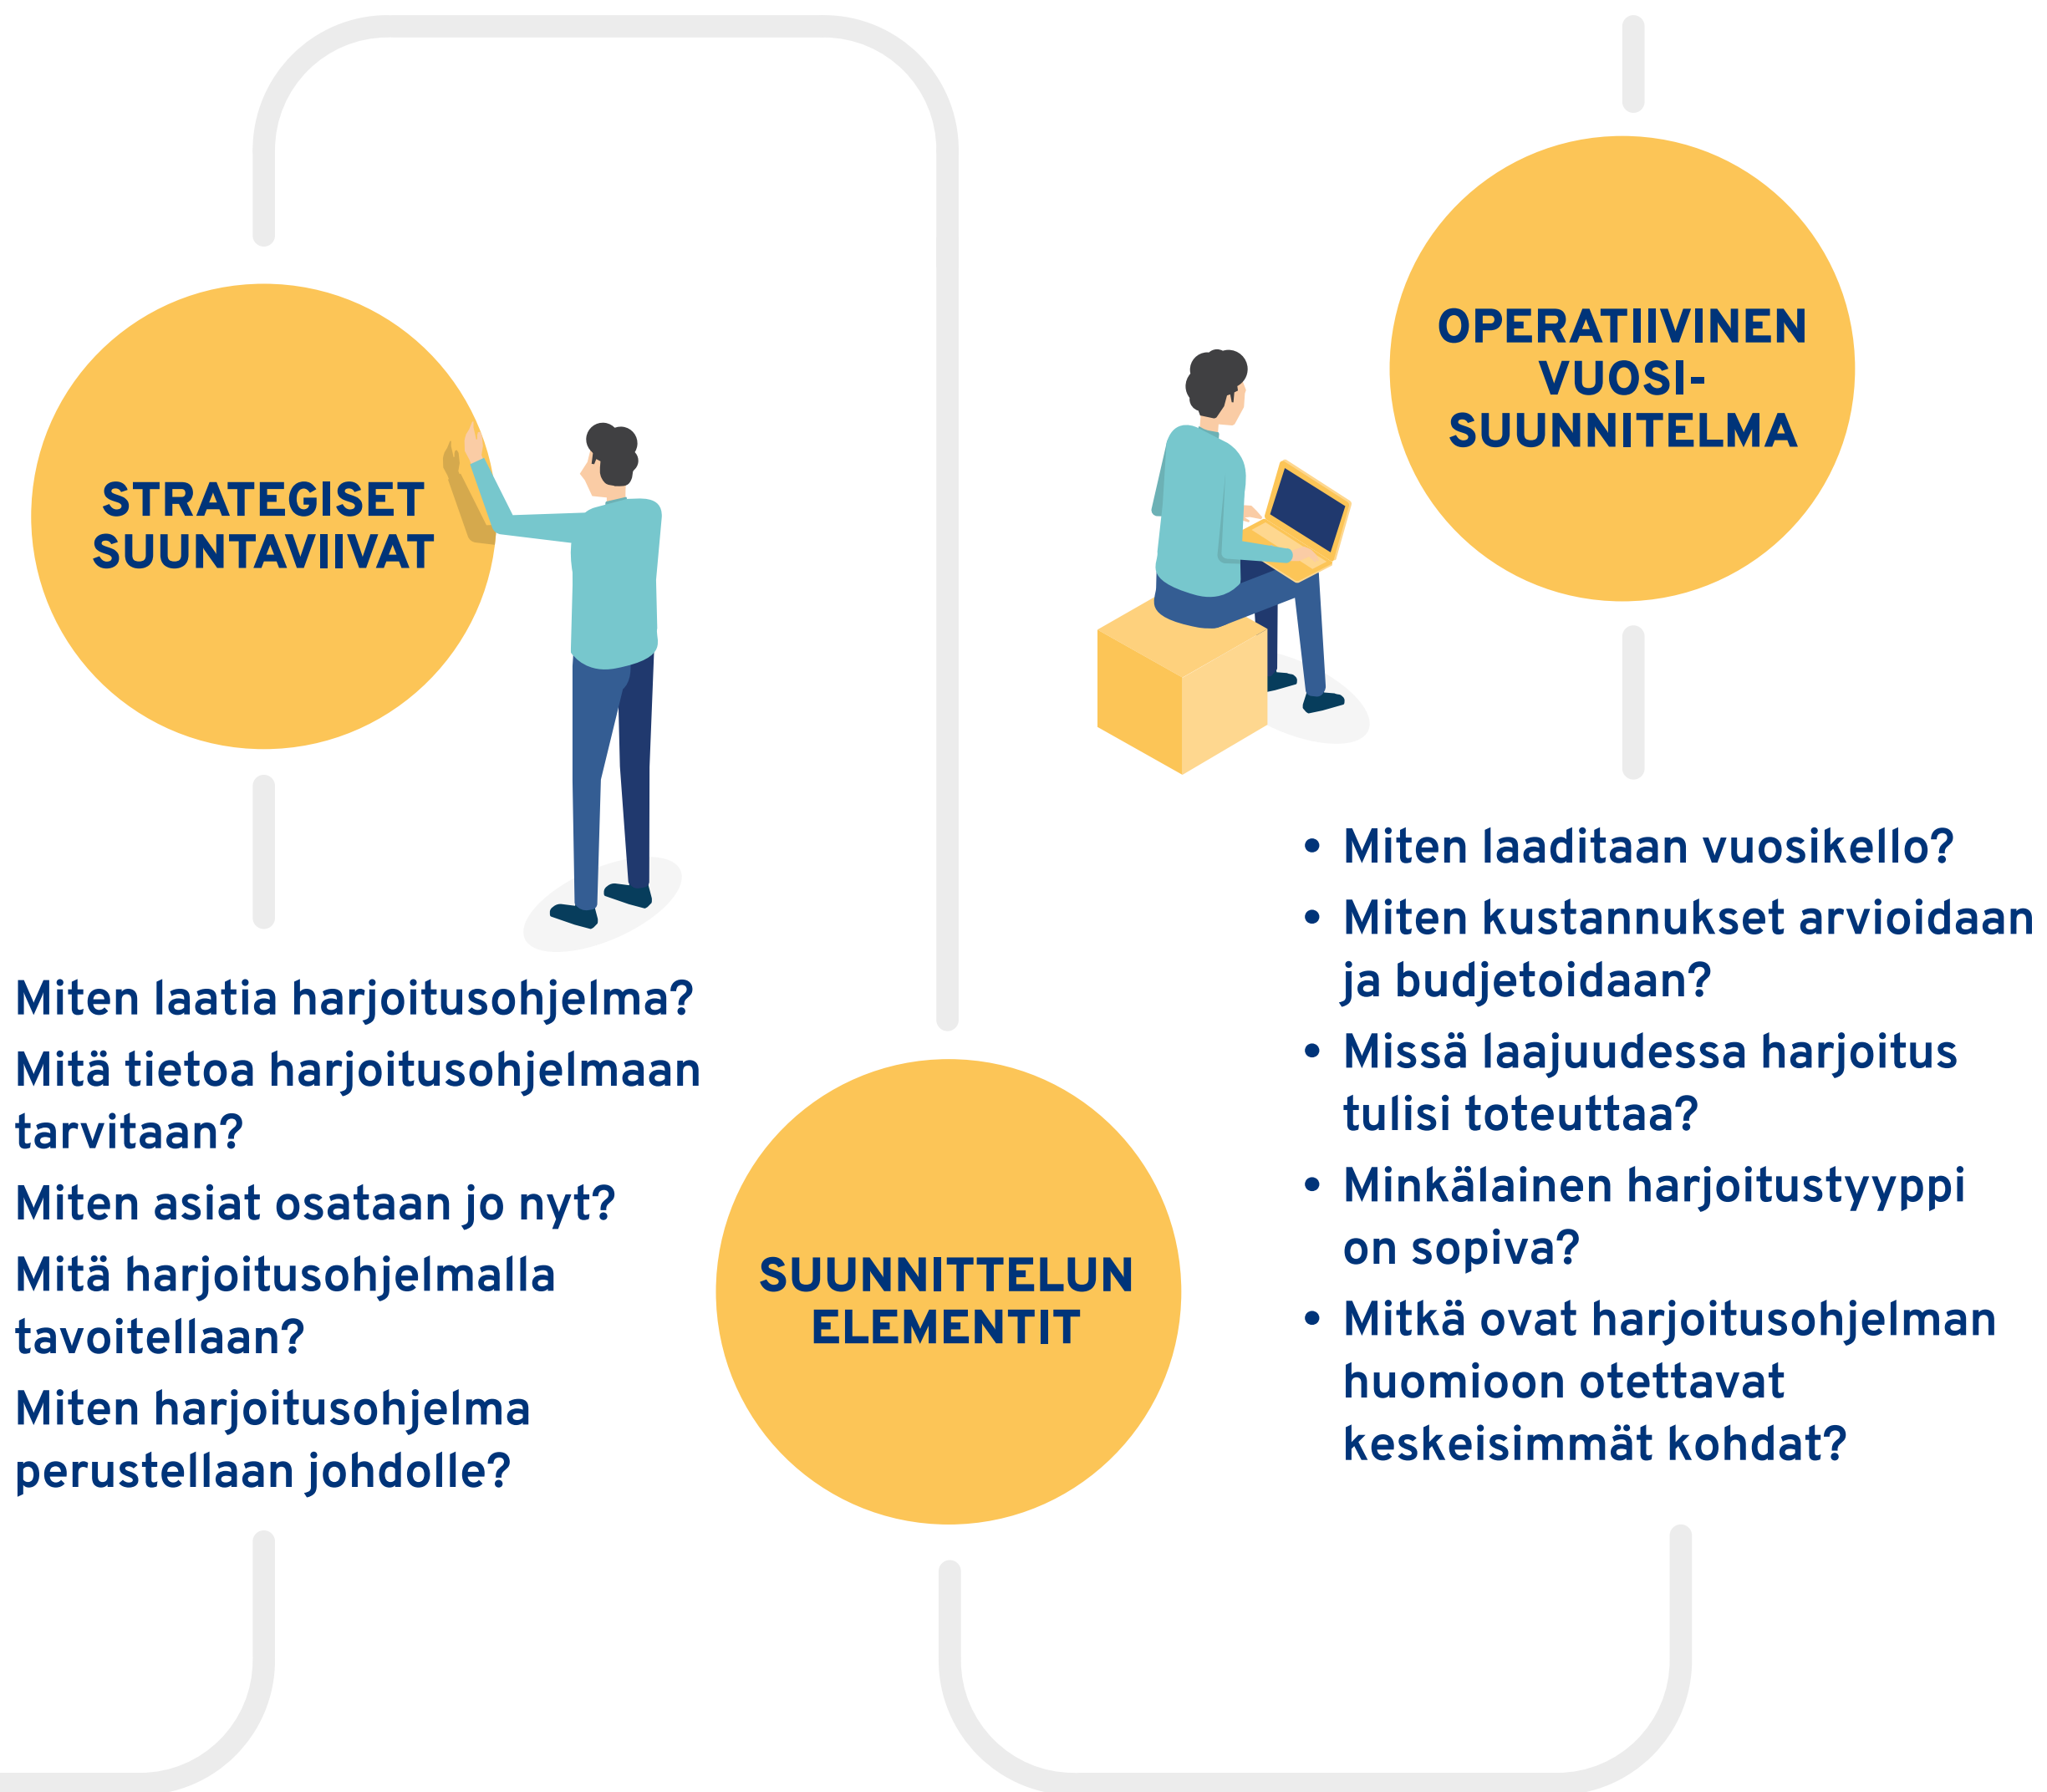 STRATEGISET
SUUNTAVIIVAT
Miten laatia harjoitusohjelma?
Mitä tietoa harjoitusohjelmaan
tarvitaan?
Miten asiat osataan jo nyt?
Mitä harjoitusohjelmalla
tavoitellaan?
Miten harjoitusohjelma
perustellaan johdolle?
SUUNNITTELUN
ELEMENTIT
OPERATIIVINEN
VUOSI-
SUUNNITELMA
• Miten laaditaan vuosikello?
• Miten kustannukset arvioidaan
ja budjetoidaan?
• Missä laajuudessa harjoitus
tulisi toteuttaa?
• Minkälainen harjoitustyyppi
on sopiva?
• Mitkä ovat harjoitusohjelman
huomioon otettavat
keskeisimmät kohdat?